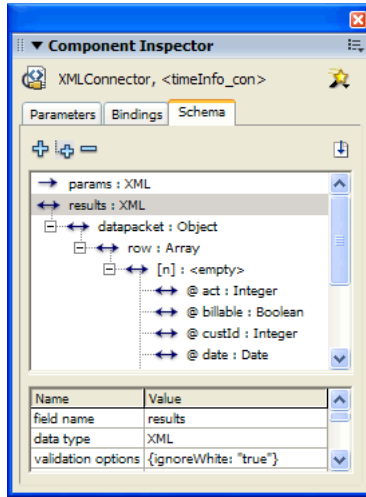 Component Inspector
XMLConnector, <timeInfo_con>
Parameters Bindings Schema
params : XML
results : XML
datapacket : Object
row : Array
[n] : <empty>
@ act : Integer
@ billable : Boolean
@ custId : Integer
@ date : Date
Name Value
field name results
data type XML
validation options {ignoreWhite: "true"}